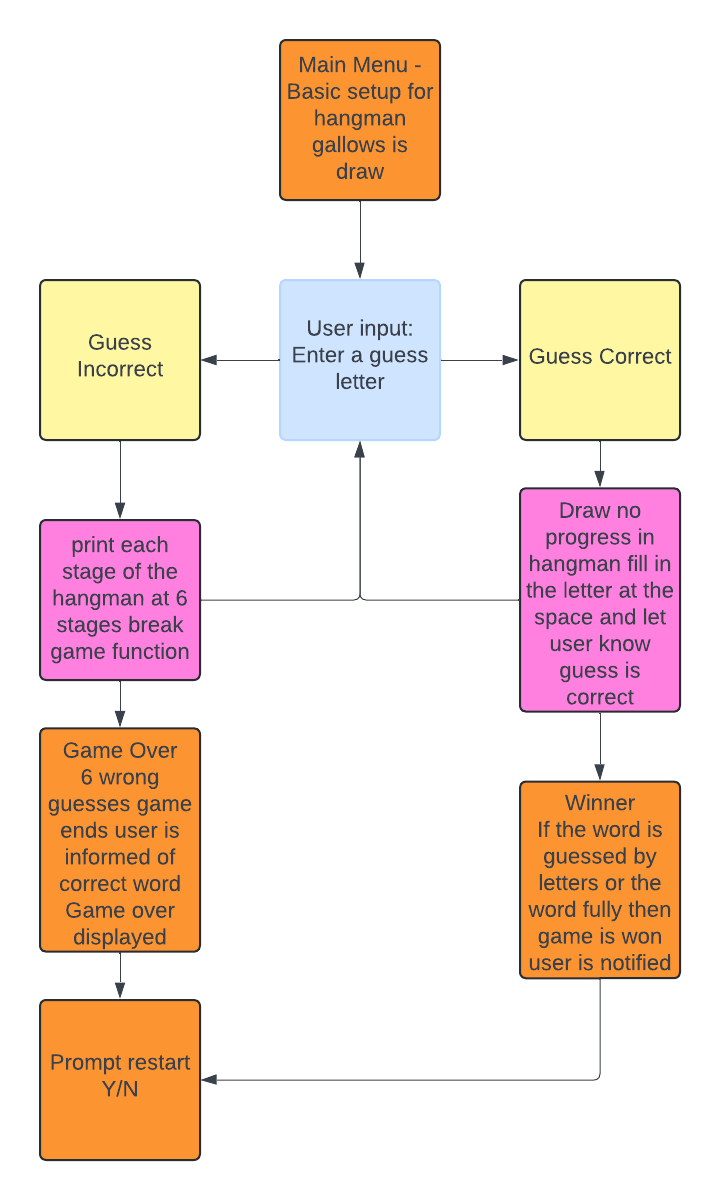 Main Menu -
Basic setup for
hangman
gallows is
draw
Guess
Incorrect
User input:
Enter a guess
letter
Guess Correct
print each
stage of the
hangman at 6
stages break
game function
Draw no
progress in
hangman fill in
the letter at the
space and let
user know
guess is
correct
Game Over
6 wrong
guesses game
ends user is
informed of
correct word
Game over
displayed
Winner
If the word is
guessed by
letters or the
word fully then
game is won
user is notified
Prompt restart
Y/N